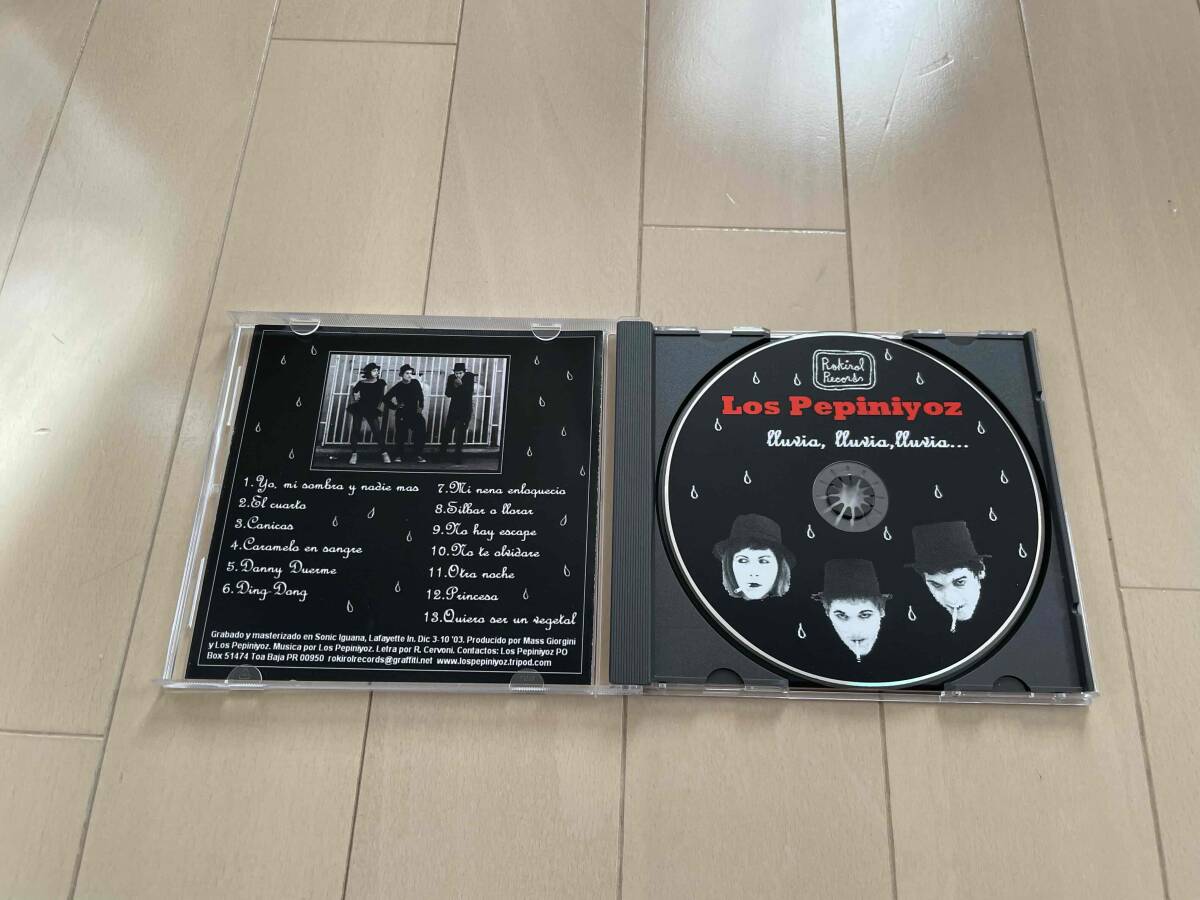 1. Yo, mi sombra y nadie mas
2. El cuarto
3. Canicas
4. Caramelo en sangre
5. Danny Duerme
6. Ding-Dong
7. Mi nena enloquecio
8. Silbar o llorar
9. No hay escape
10. No te olvidare
11. Otra noche
12. Princesa
13. Quiero ser un vegetal
Grabado y masterizado en Sonic Iguana, Lafayette In. Dic 3-10 '03. Producido por Mass Giorgini
y Los Pepiniyoz. Musica por Los Pepiniyoz. Letra por R. Cervoni. Contactos: Los Pepiniyoz PO
Box 51474 Toa Baja PR 00950 rokirolrecords@graffiti.net www.lospepiniyoz.tripod.com
Rokirol
Records
Los Pepiniyoz
lluvia, lluvia,lluvia...